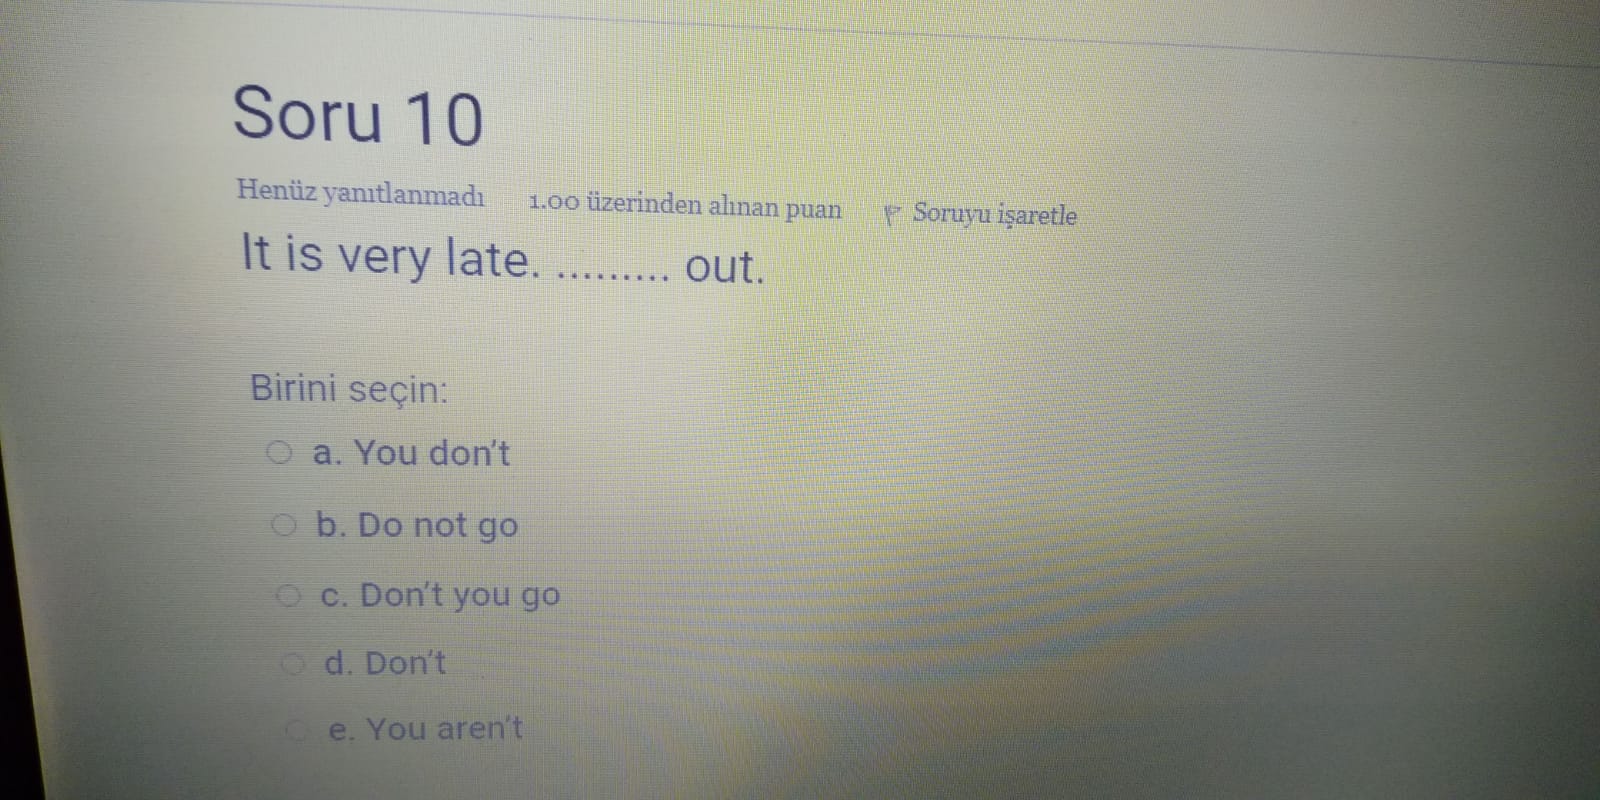 Soru 10
Henüz yanıtlanmadı 1.00 üzerinden alınan puan Soruyu işaretle
It is very late. ......... out.
Birini seçin:
a. You don't
b. Do not go
c. Don't you go
d. Don't
e. You aren't